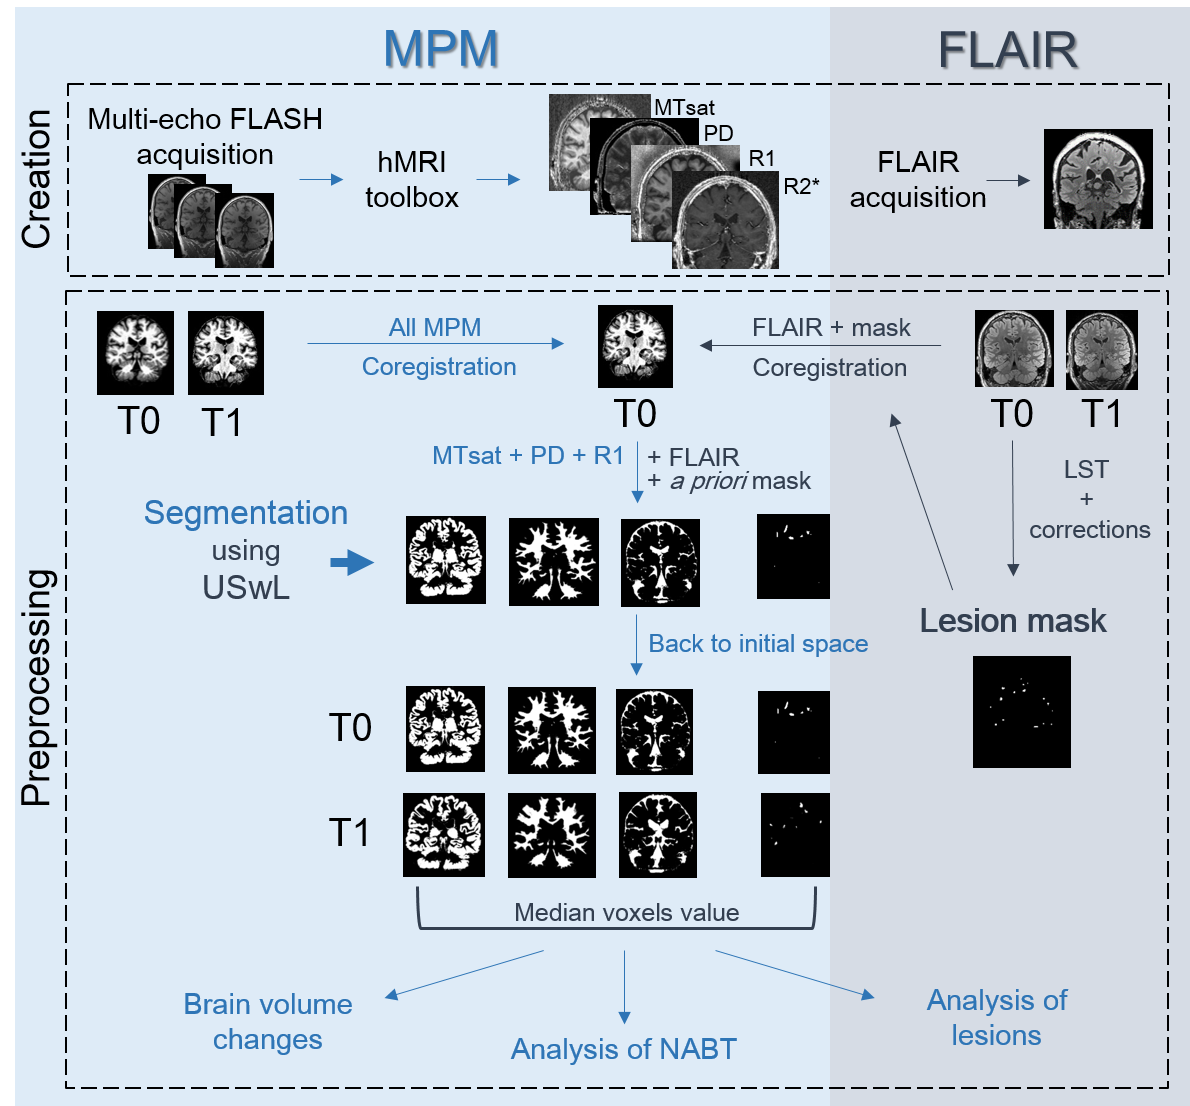 MPM
FLAIR
Creation
Multi-echo FLASH
acquisition
hMRI
toolbox
MTsat
PD
R1
R2*
FLAIR
acquisition
Preprocessing
T0
T1
All MPM
Coregistration
T0
FLAIR + mask
Coregistration
T0
T1
MTsat + PD + R1
+ FLAIR
+ a priori mask
LST
+
corrections
Segmentation
using
USwL
Lesion mask
Back to initial space
T0
T1
Median voxels value
Brain volume
changes
Analysis of NABT
Analysis of
lesions